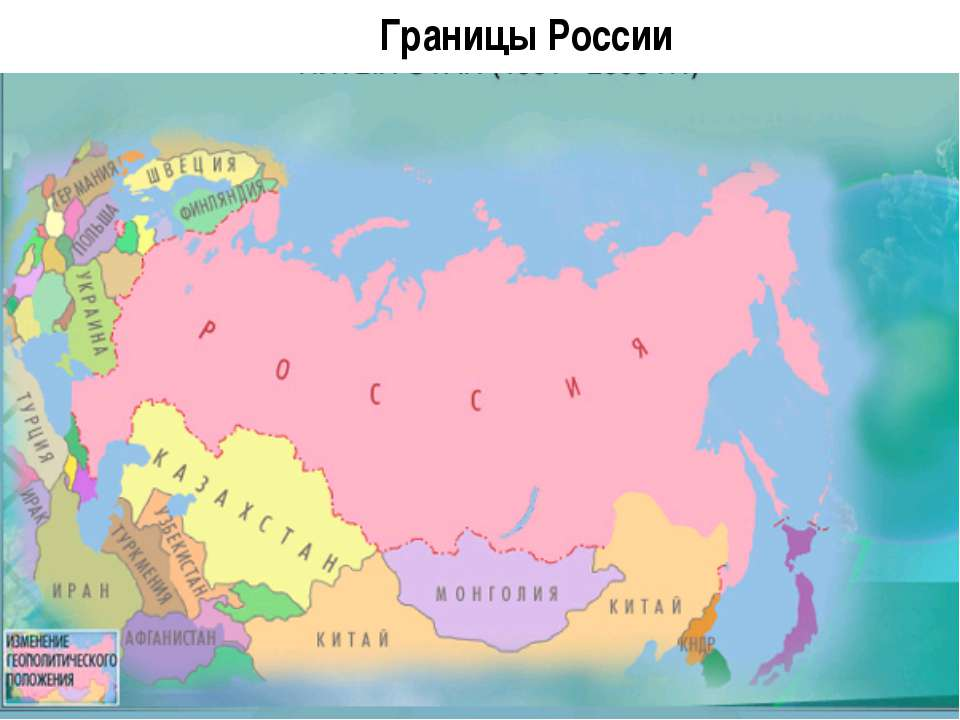 Границы России
ШВЕЦИЯ
ГЕРМАНИЯ
ФИНЛЯНДИЯ
ПОЛЬША
УКРАИНА
РОССИЯ
ТУРЦИЯ
КАЗАХСТАН
ИРАК
УЗБЕКИСТАН
ТУРКМЕНИЯ
ИРАН
МОНГОЛИЯ
КИТАЙ
АФГАНИСТАН
КИТАЙ
КНДР
ИЗМЕНЕНИЕ
ГЕОПОЛИТИЧЕСКОГО
ПОЛОЖЕНИЯ